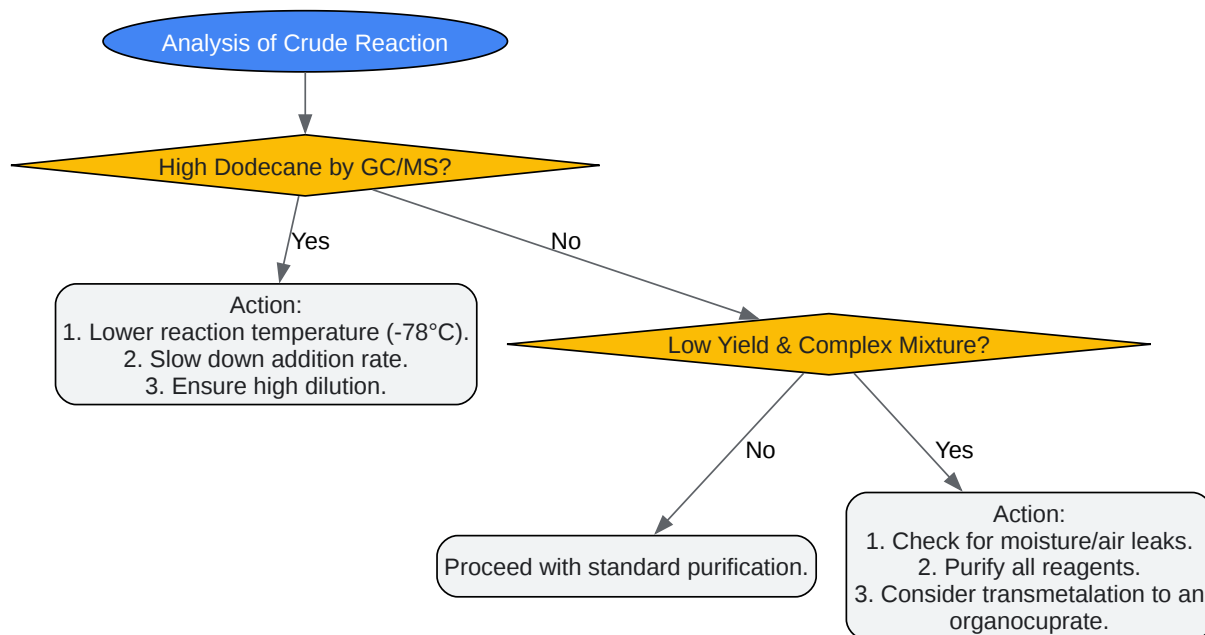 Analysis of Crude Reaction
High Dodecane by GC/MS?
Yes
No
Action:
1. Lower reaction temperature (-78°C).
2. Slow down addition rate.
3. Ensure high dilution.
Low Yield & Complex Mixture?
No
Yes
Proceed with standard purification.
Action:
1. Check for moisture/air leaks.
2. Purify all reagents.
3. Consider transmetalation to an
organocuprate.